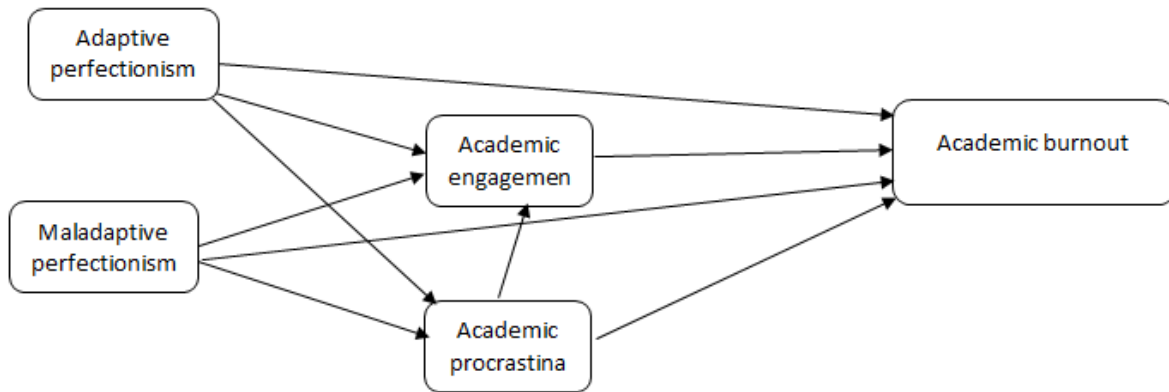 Adaptive
perfectionism
Academic
engagemen
Academic burnout
Maladaptive
perfectionism
Academic
procrastina